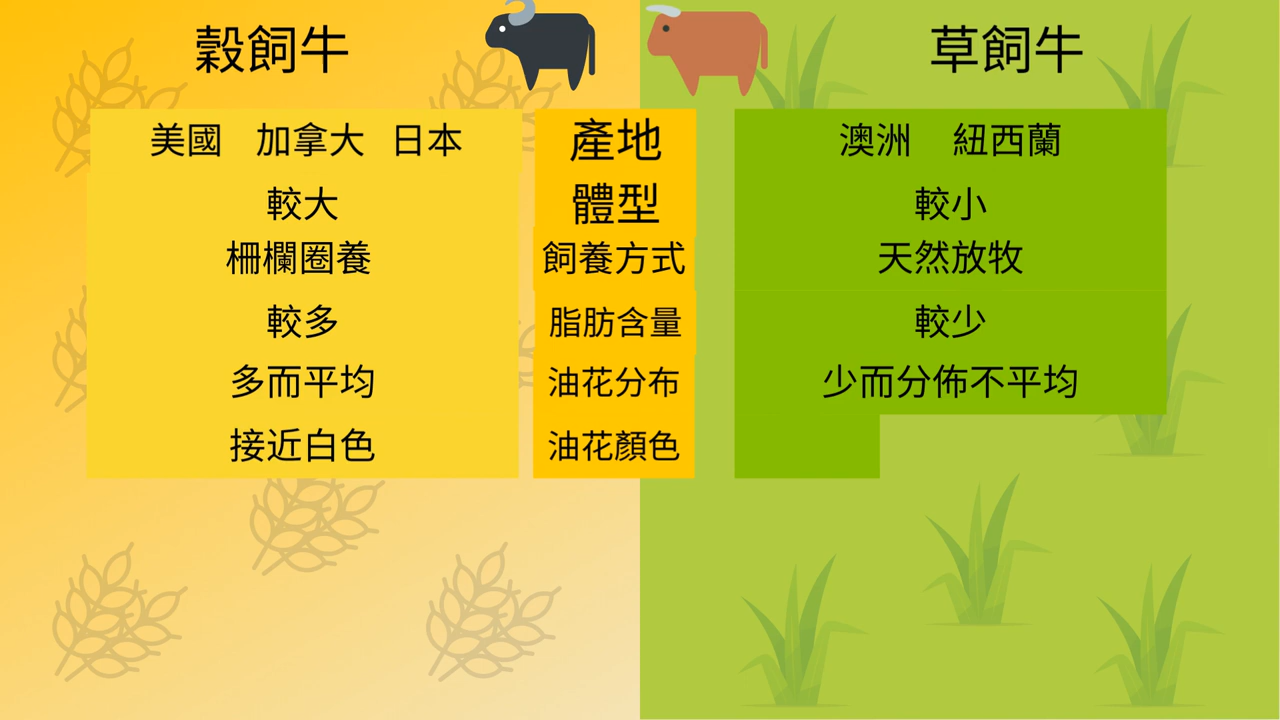 穀飼牛
草飼牛
美國 加拿大 日本
產地
澳洲 紐西蘭
較大
體型
較小
柵欄圈養
飼養方式
天然放牧
較多
脂肪含量
較少
多而平均
油花分布
少而分佈不平均
接近白色
油花顏色